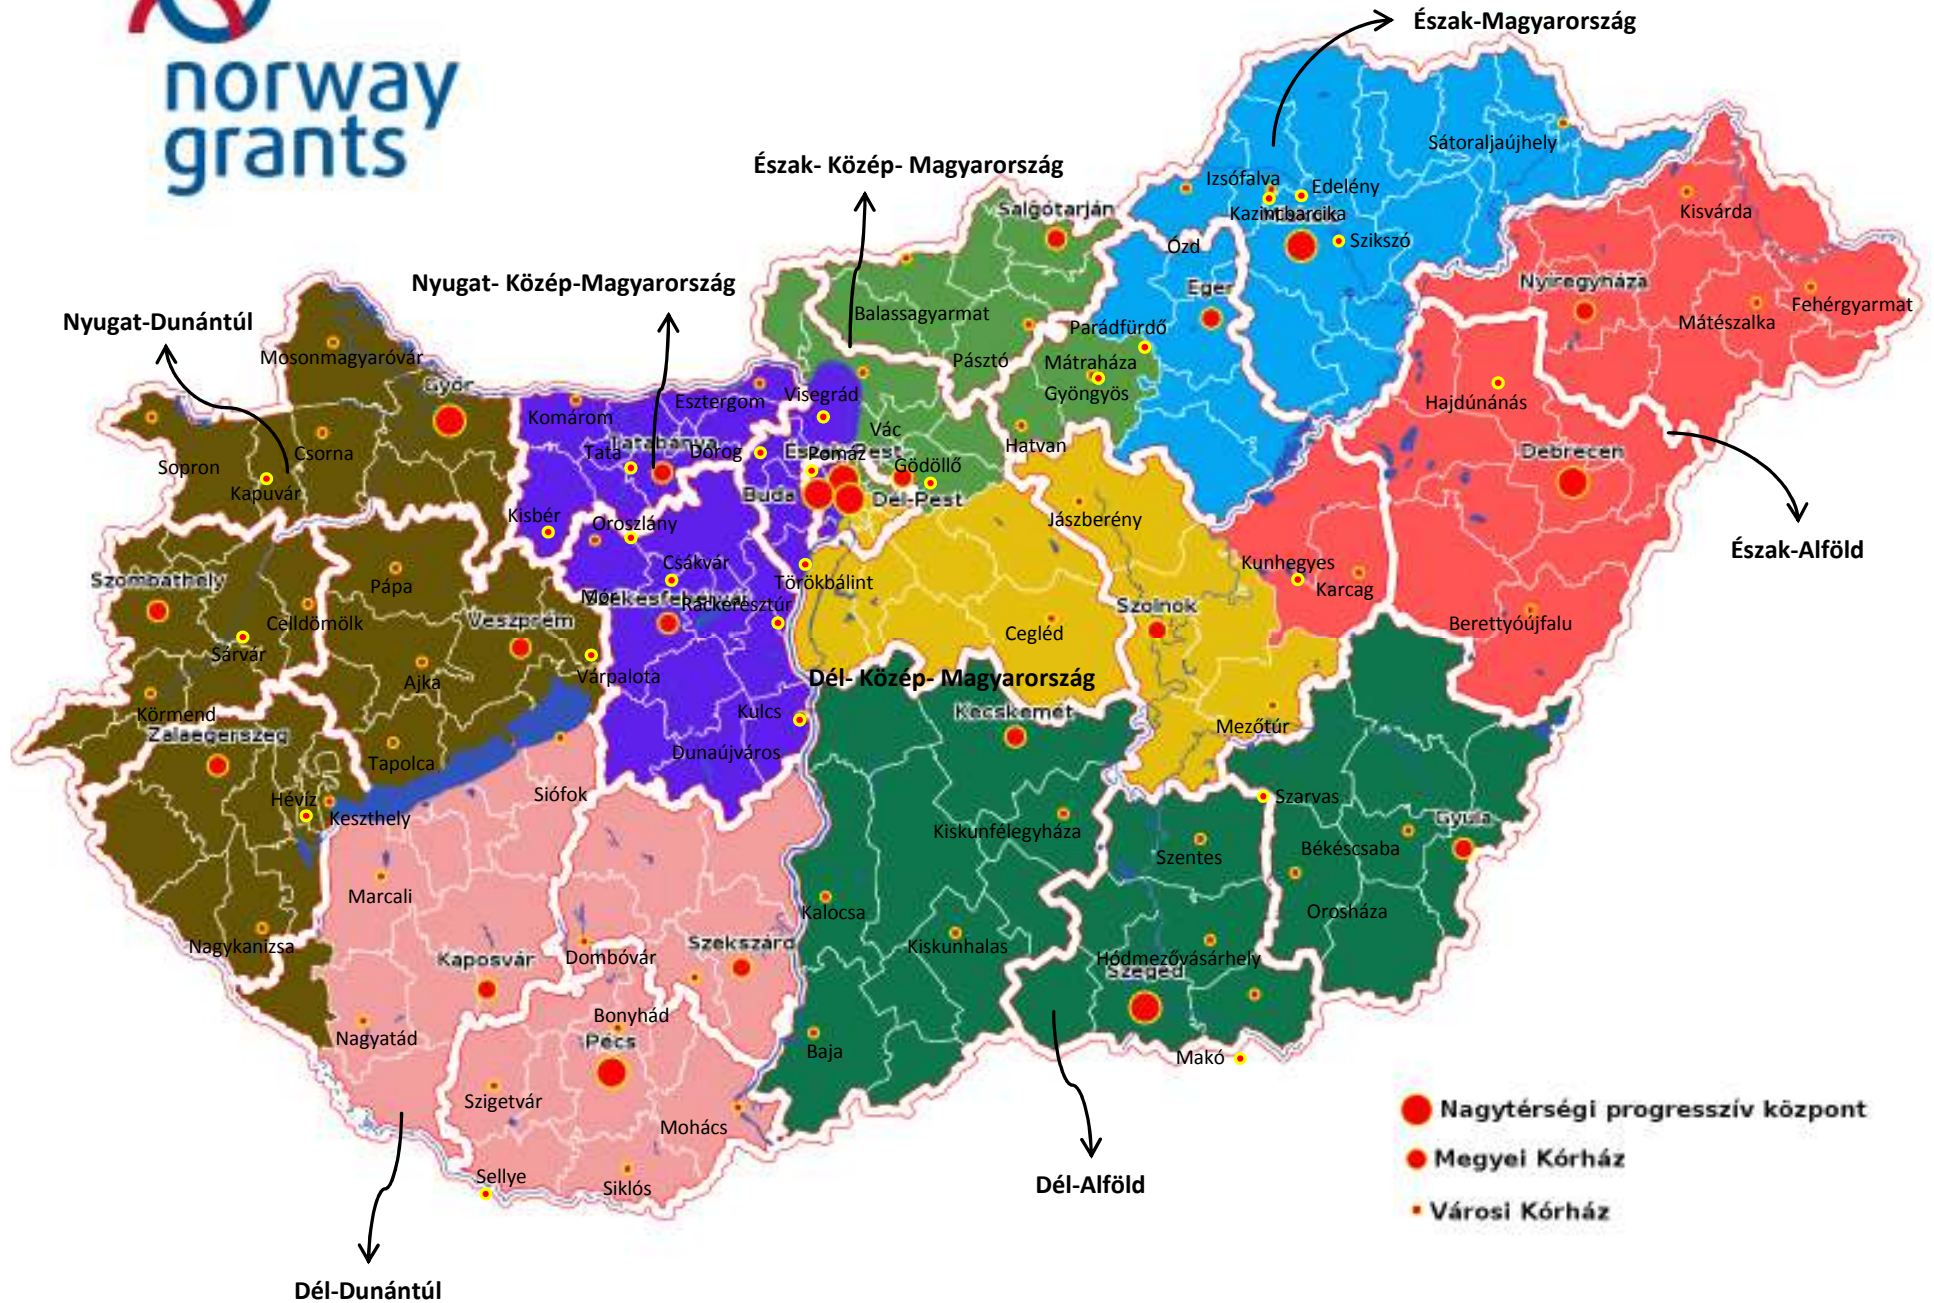 norway
grants
Észak-Magyarország
Észak- Közép- Magyarország
Nyugat- Közép-Magyarország
Nyugat-Dunántúl
Sátoraljaújhely
Izsófalva
Edelény
Kazincbarcika
Szikszó
Ózd
Salgótarján
Kisvárda
Nyíregyháza
Fehérgyarmat
Mátészalka
Eger
Balassagyarmat
Parádfürdő
Mátraháza
Pásztó
Gyöngyös
Mosonmagyaróvár
Győr
Visegrád
Esztergom
Komárom
Vác
Hatvan
Hajdúnánás
Debrecen
Csorna
Sopron
Kapuvár
Tatabánya
Tata
Dorog
Pomáz
Gödöllő
Buda
Dél-Pest
Kisbér
Oroszlány
Jászberény
Észak-Alföld
Csákvár
Törökbálint
Kunhegyes
Karcag
Szombathely
Pápa
Mór
Székesfehérvár
Ráckeresztúr
Celldömölk
Veszprém
Szolnok
Berettyóújfalu
Cegléd
Sárvár
Ajka
Várpalota
Dél- Közép- Magyarország
Körmend
Zalaegerszeg
Kulcs
Kecskemét
Mezőtúr
Tapolca
Dunaújváros
Hévíz
Keszthely
Siófok
Szarvas
Kiskunfélegyháza
Gyula
Békéscsaba
Szentes
Marcali
Kalocsa
Orosháza
Nagykanizsa
Kaposvár
Dombóvár
Szekszárd
Kiskunhalas
Hódmezővásárhely
Szeged
Bonyhád
Nagyatád
Pécs
Baja
Makó
Szigetvár
Mohács
Sellye
Siklós
Nagytérségi progresszív központ
Megyei Kórház
Városi Kórház
Dél-Alföld
Dél-Dunántúl